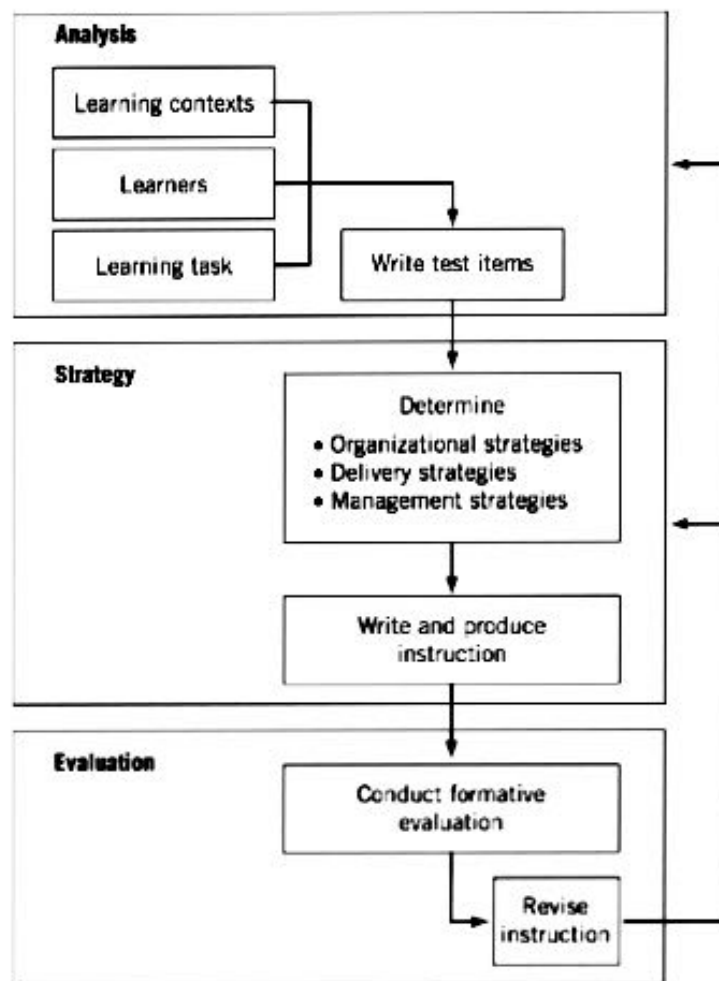 Analysis
Learning contexts
Learners
Learning task
Write test items
Strategy
Determine
• Organizational strategies
• Delivery strategies
• Management strategies
Write and produce
instruction
Evaluation
Conduct formative
evaluation
Revise
instruction